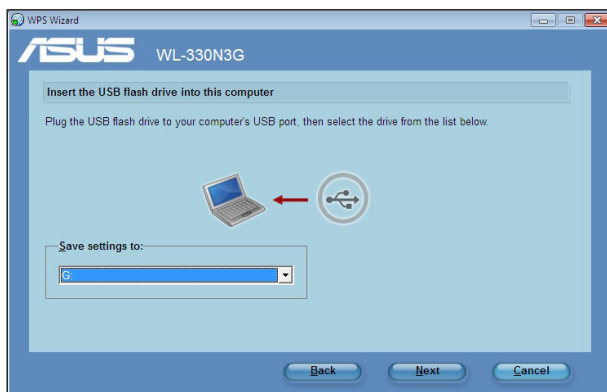 WPS Wizard
ASUS WL-330N3G
Insert the USB flash drive into this computer
Plug the USB flash drive to your computer's USB port, then select the drive from the list below.
Save settings to:
G:
Back Next Cancel